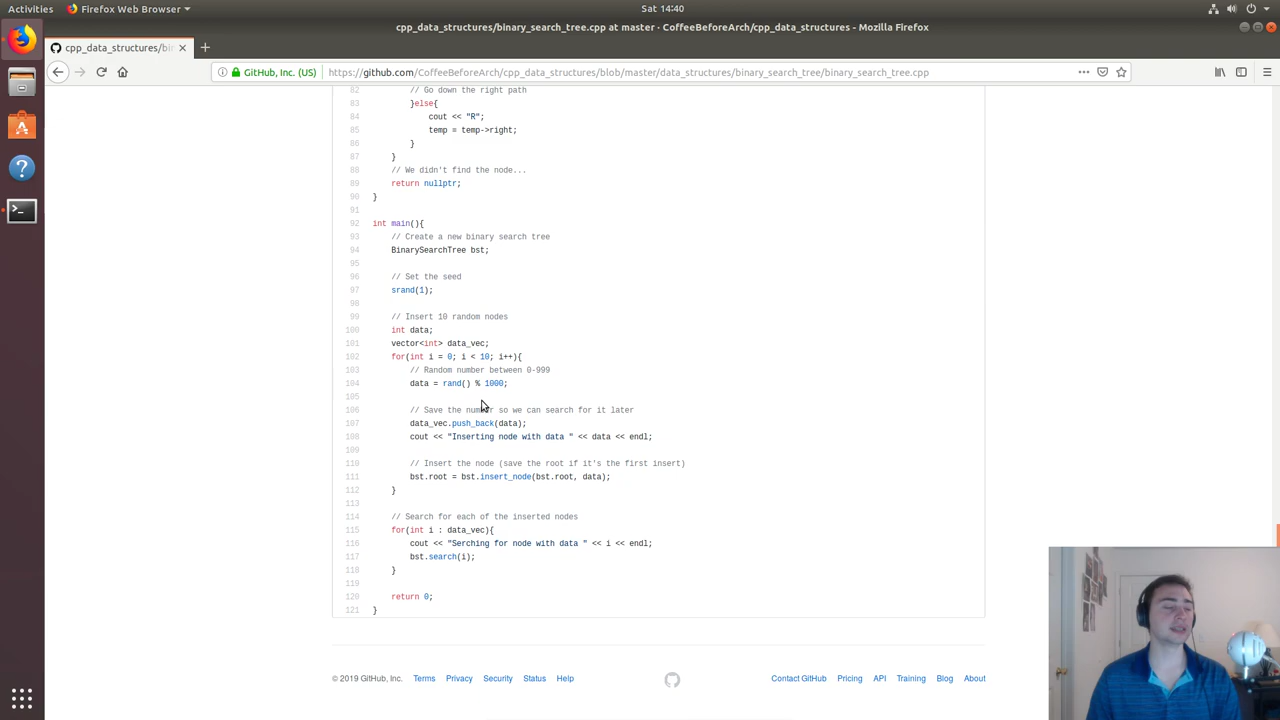 Activities
Firefox Web Browser
Sat 14:40
cpp_data_structures/binary_search_tree.cpp at master · CoffeeBeforeArch/cpp_data_structures - Mozilla Firefox
cpp_data_structures/bin
GitHub, Inc. (US)
https://github.com/CoffeeBeforeArch/cpp_data_structures/blob/master/data_structures/binary_search_tree/binary_search_tree.cpp
82 // Go down the right path
83 }else{
84 cout << "R";
85 temp = temp->right;
86 }
87 }
88 // We didn't find the node...
89 return nullptr;
90 }
91
92 int main(){
93 // Create a new binary search tree
94 BinarySearchTree bst;
95
96 // Set the seed
97 srand(1);
98
99 // Insert 10 random nodes
100 int data;
101 vector<int> data_vec;
102 for(int i = 0; i < 10; i++){
103 // Random number between 0-999
104 data = rand() % 1000;
105
106 // Save the number so we can search for it later
107 data_vec.push_back(data);
108 cout << "Inserting node with data " << data << endl;
109
110 // Insert the node (save the root if it's the first insert)
111 bst.root = bst.insert_node(bst.root, data);
112 }
113
114 // Search for each of the inserted nodes
115 for(int i : data_vec){
116 cout << "Serching for node with data " << i << endl;
117 bst.search(i);
118 }
119
120 return 0;
121 }
© 2019 GitHub, Inc. Terms Privacy Security Status Help
Contact GitHub Pricing API Training Blog About